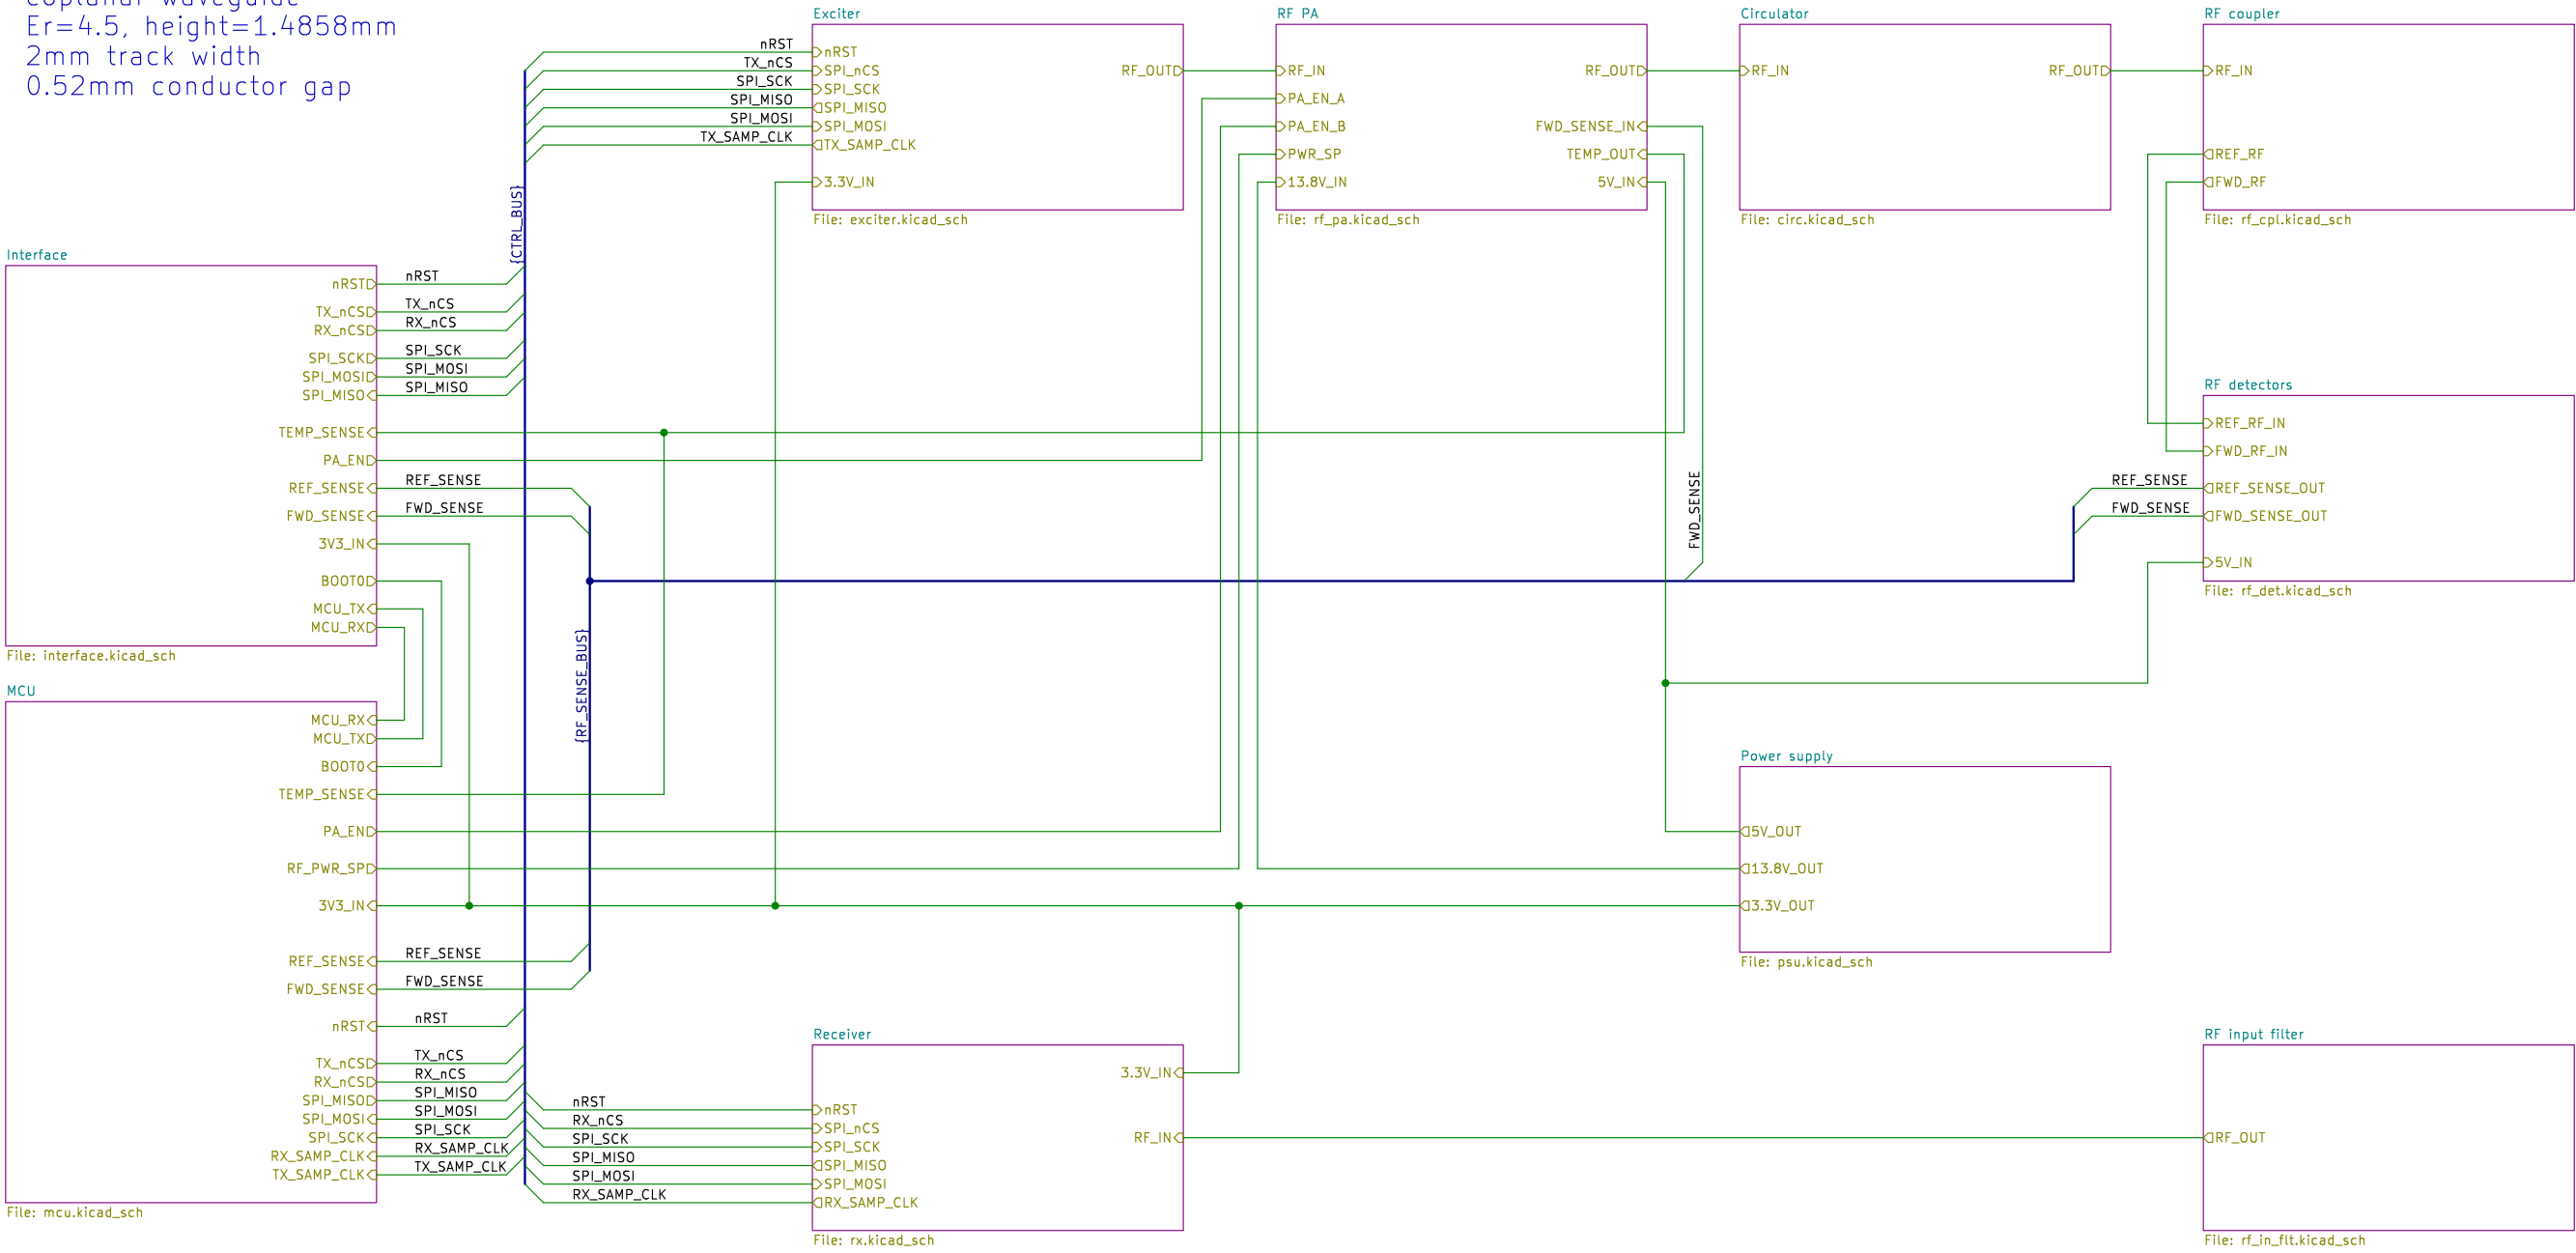 coplanar waveguide
Er=4.5, height=1.4858mm
2mm track width
0.52mm conductor gap
Exciter
nRST
TX_nCS
SPI_SCK
SPI_MISO
SPI_MOSI
TX_SAMP_CLK
nRST
SPI_nCS
SPI_SCK
SPI_MISO
SPI_MOSI
TX_SAMP_CLK
3.3V_IN
RF_OUT
File: exciter.kicad_sch
RF PA
RF_IN
PA_EN_A
PA_EN_B
PWR_SP
13.8V_IN
RF_OUT
FWD_SENSE_IN
TEMP_OUT
5V_IN
File: rf_pa.kicad_sch
Circulator
RF_IN
RF_OUT
File: circ.kicad_sch
RF coupler
RF_IN
REF_RF
FWD_RF
File: rf_cpl.kicad_sch
{CTRL_BUS}
Interface
nRST
TX_nCS
RX_nCS
SPI_SCK
SPI_MOSI
SPI_MISO
TEMP_SENSE
PA_EN
REF_SENSE
FWD_SENSE
3V3_IN
BOOT0
MCU_TX
MCU_RX
nRST
TX_nCS
RX_nCS
SPI_SCK
SPI_MOSI
SPI_MISO
REF_SENSE
FWD_SENSE
File: interface.kicad_sch
FWD_SENSE
RF detectors
REF_RF_IN
FWD_RF_IN
REF_SENSE_OUT
FWD_SENSE_OUT
5V_IN
REF_SENSE
FWD_SENSE
File: rf_det.kicad_sch
{RF_SENSE_BUS}
MCU
MCU_RX
MCU_TX
BOOT0
TEMP_SENSE
PA_EN
RF_PWR_SP
3V3_IN
REF_SENSE
FWD_SENSE
nRST
TX_nCS
RX_nCS
SPI_MISO
SPI_MOSI
SPI_SCK
RX_SAMP_CLK
TX_SAMP_CLK
REF_SENSE
FWD_SENSE
nRST
TX_nCS
RX_nCS
SPI_MISO
SPI_MOSI
SPI_SCK
RX_SAMP_CLK
TX_SAMP_CLK
File: mcu.kicad_sch
Power supply
5V_OUT
13.8V_OUT
3.3V_OUT
File: psu.kicad_sch
Receiver
nRST
RX_nCS
SPI_SCK
SPI_MISO
SPI_MOSI
RX_SAMP_CLK
3.3V_IN
nRST
SPI_nCS
SPI_SCK
SPI_MISO
SPI_MOSI
RX_SAMP_CLK
RF_IN
File: rx.kicad_sch
RF input filter
RF_OUT
File: rf_in_flt.kicad_sch